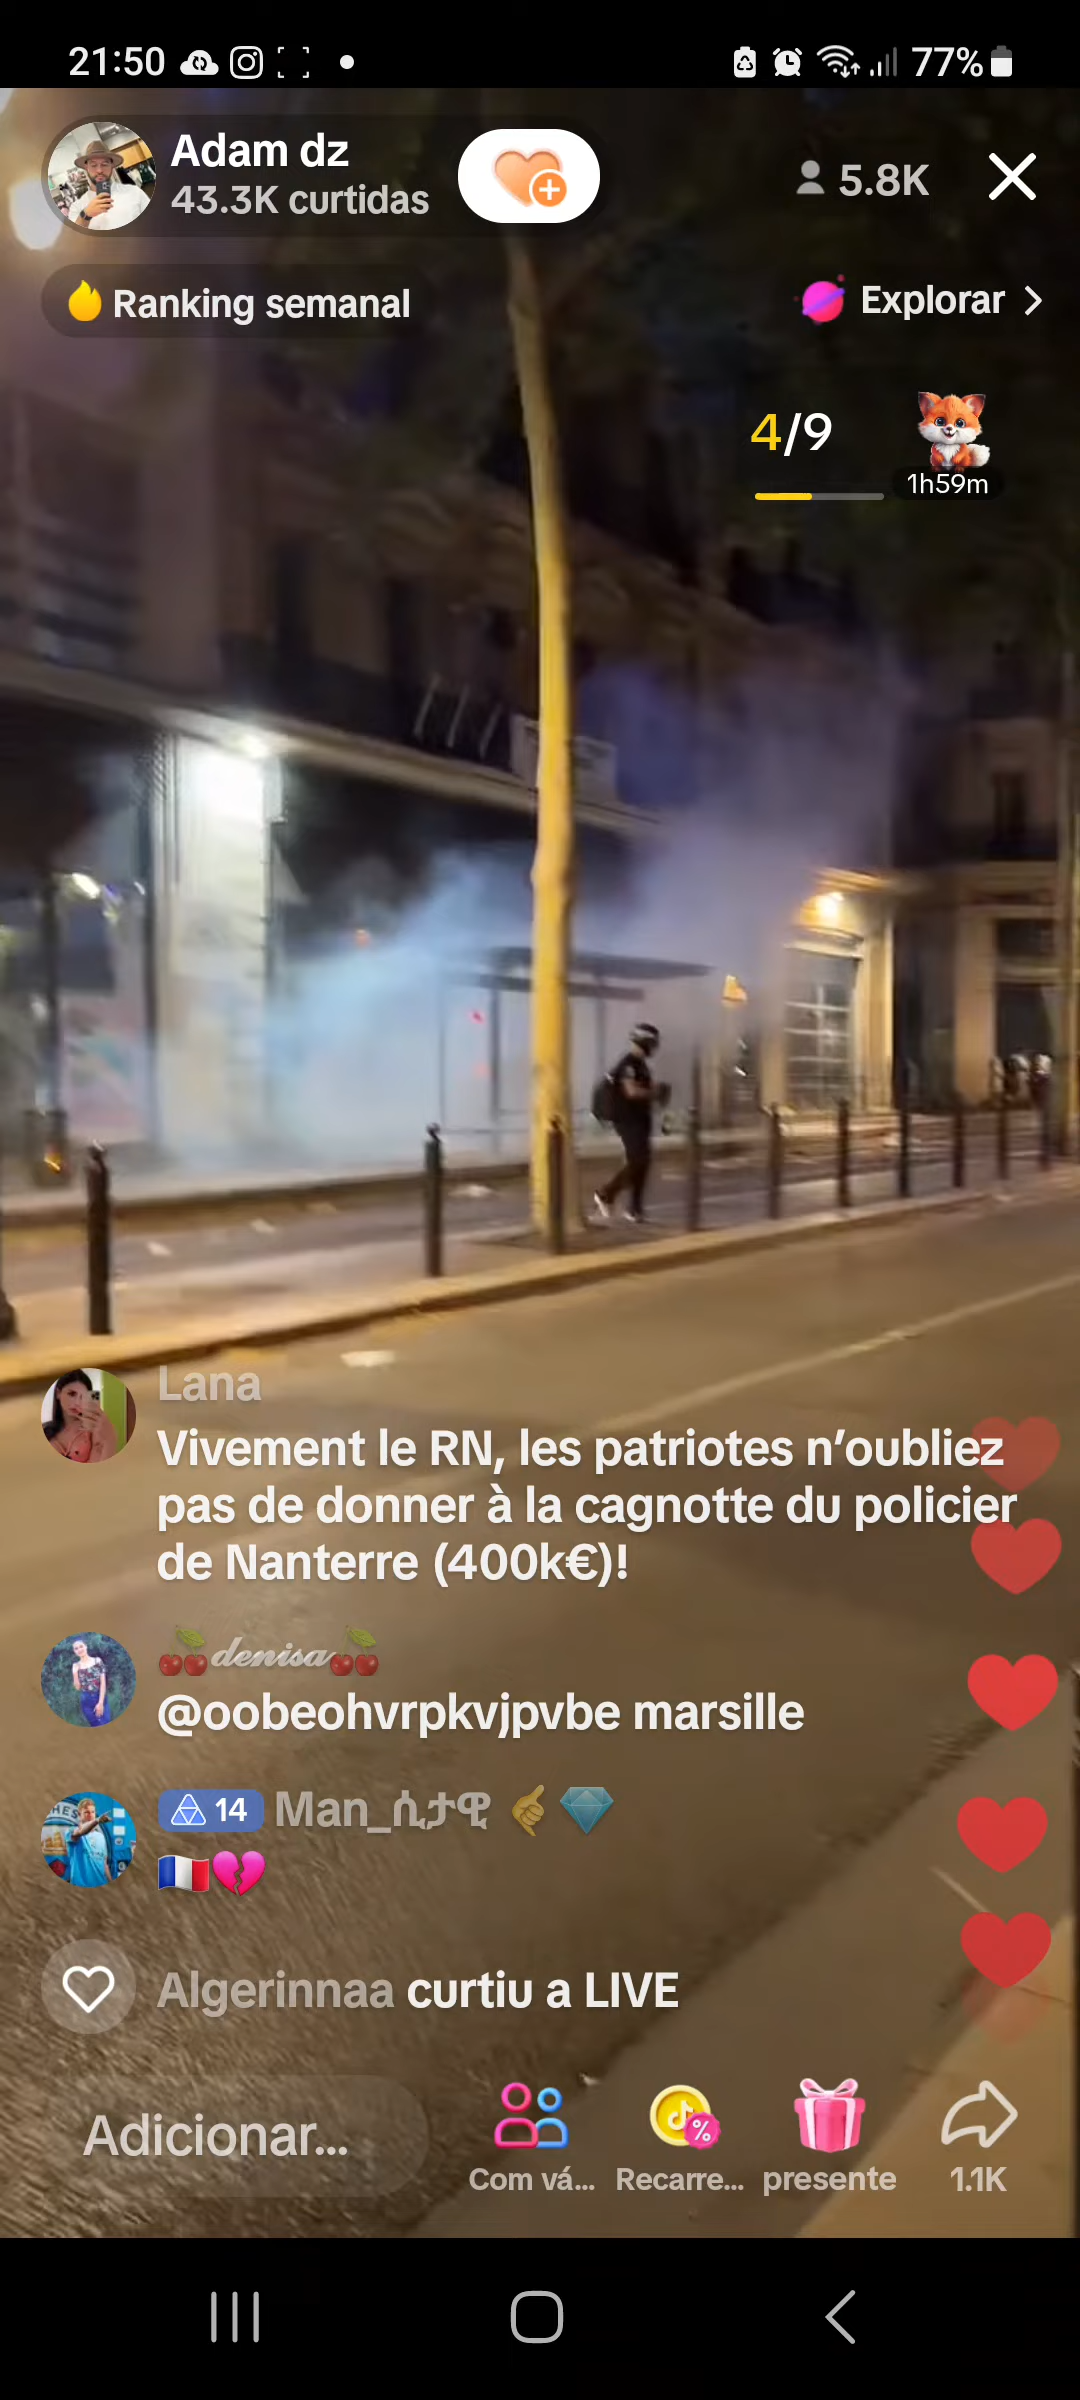 21:50
77%
Adam dz
43.3K curtidas
5.8K
Ranking semanal
Explorar
4/9
1h59m
Lana
Vivement le RN, les patriotes n’oubliez
pas de donner à la cagnotte du policier
de Nanterre (400k€)!
🍒denisa🍒
@oobeohvrpkvjpvbe marsille
14 Man_ሲታዊ 🤙💎
🇫🇷💔
Algerinnaa curtiu a LIVE
Adicionar...
Com vá...
Recarre...
presente
1.1K